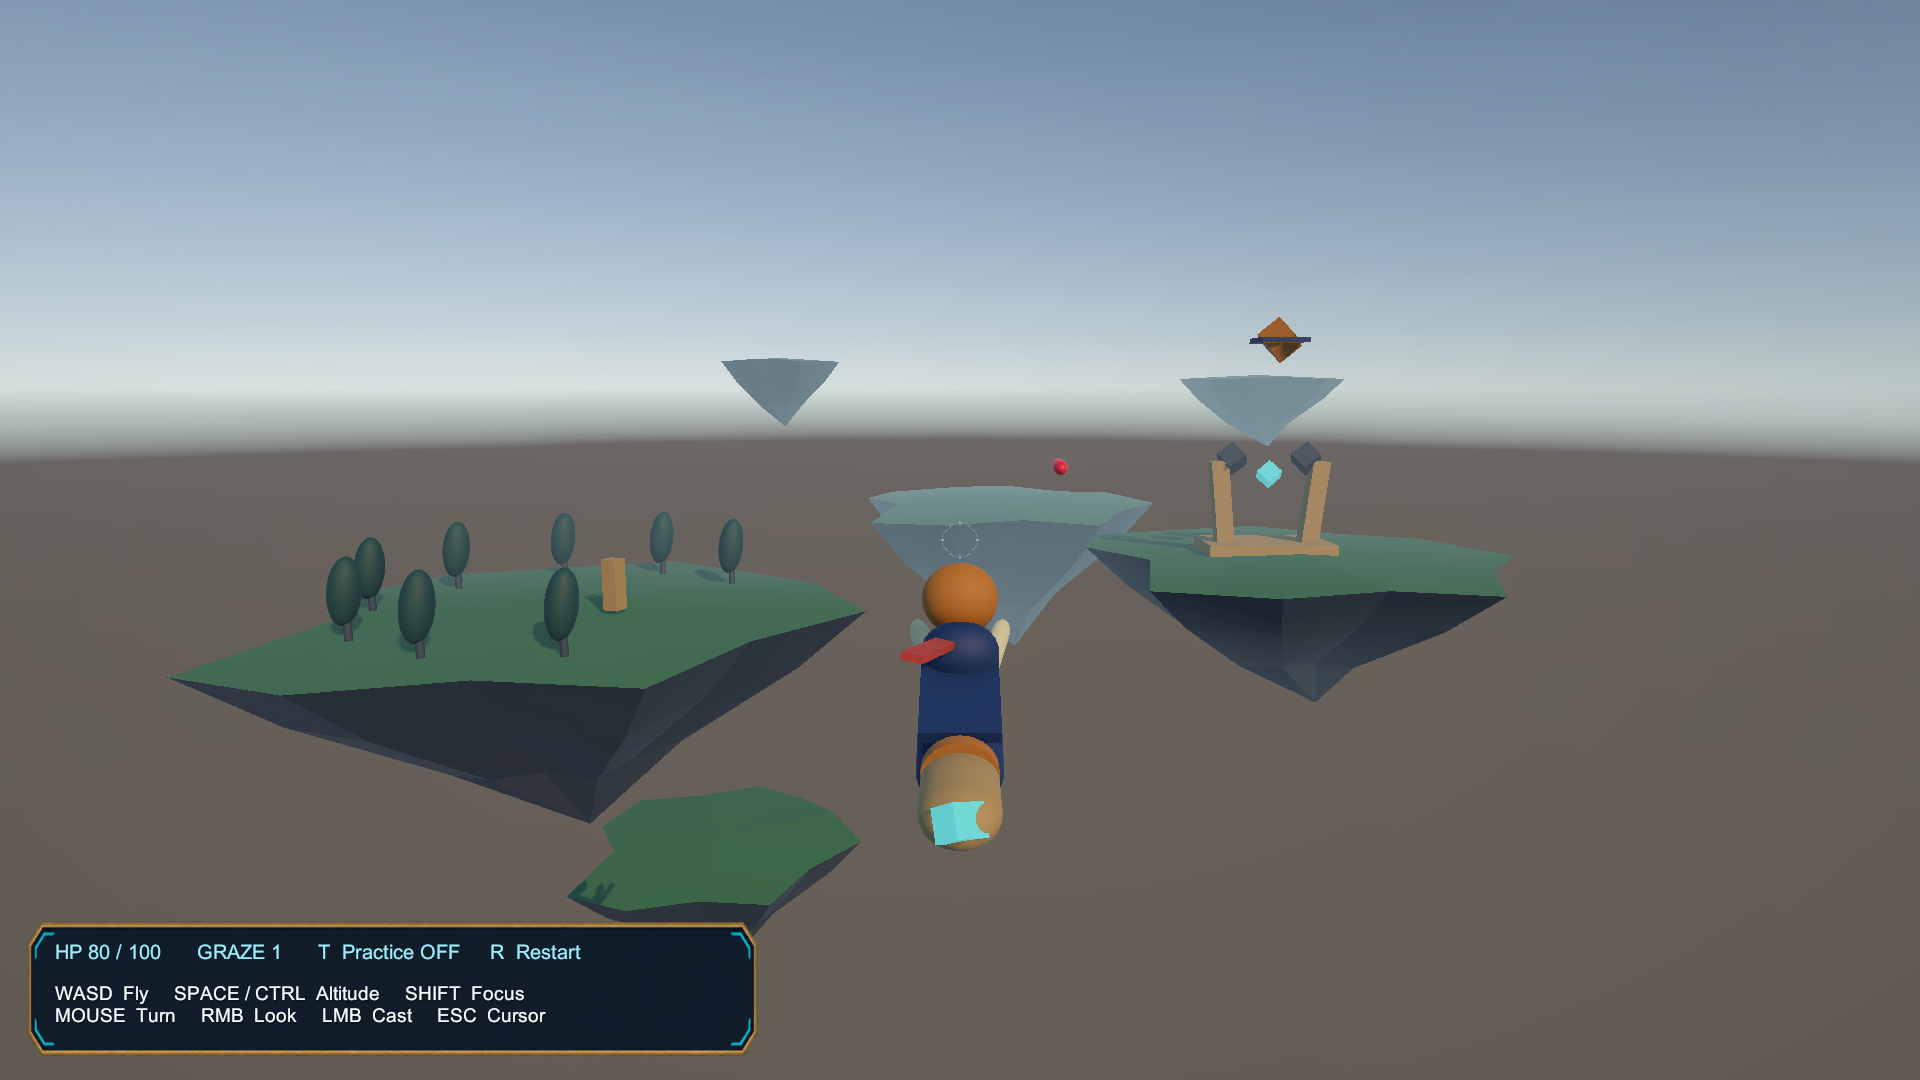 HP 80 / 100 GRAZE 1 T Practice OFF R Restart
WASD Fly SPACE / CTRL Altitude SHIFT Focus
MOUSE Turn RMB Look LMB Cast ESC Cursor